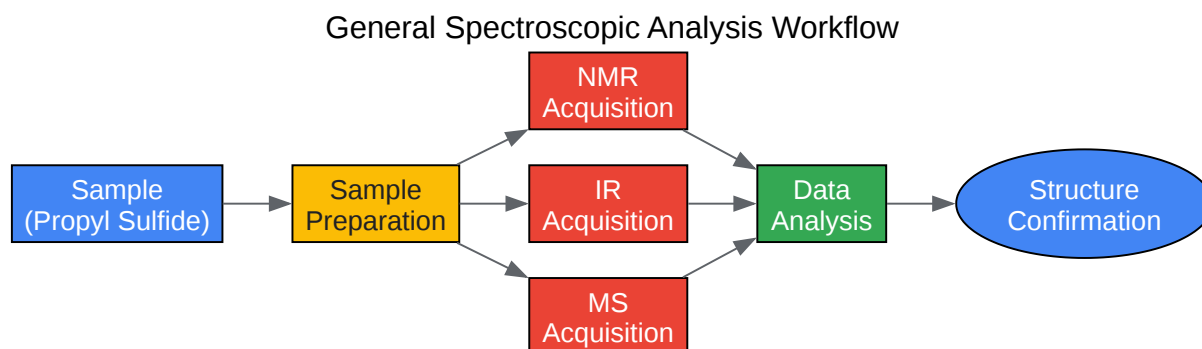 General Spectroscopic Analysis Workflow
NMR
Acquisition
Sample
(Propyl Sulfide)
Sample
Preparation
IR
Acquisition
Data
Analysis
Structure
Confirmation
MS
Acquisition